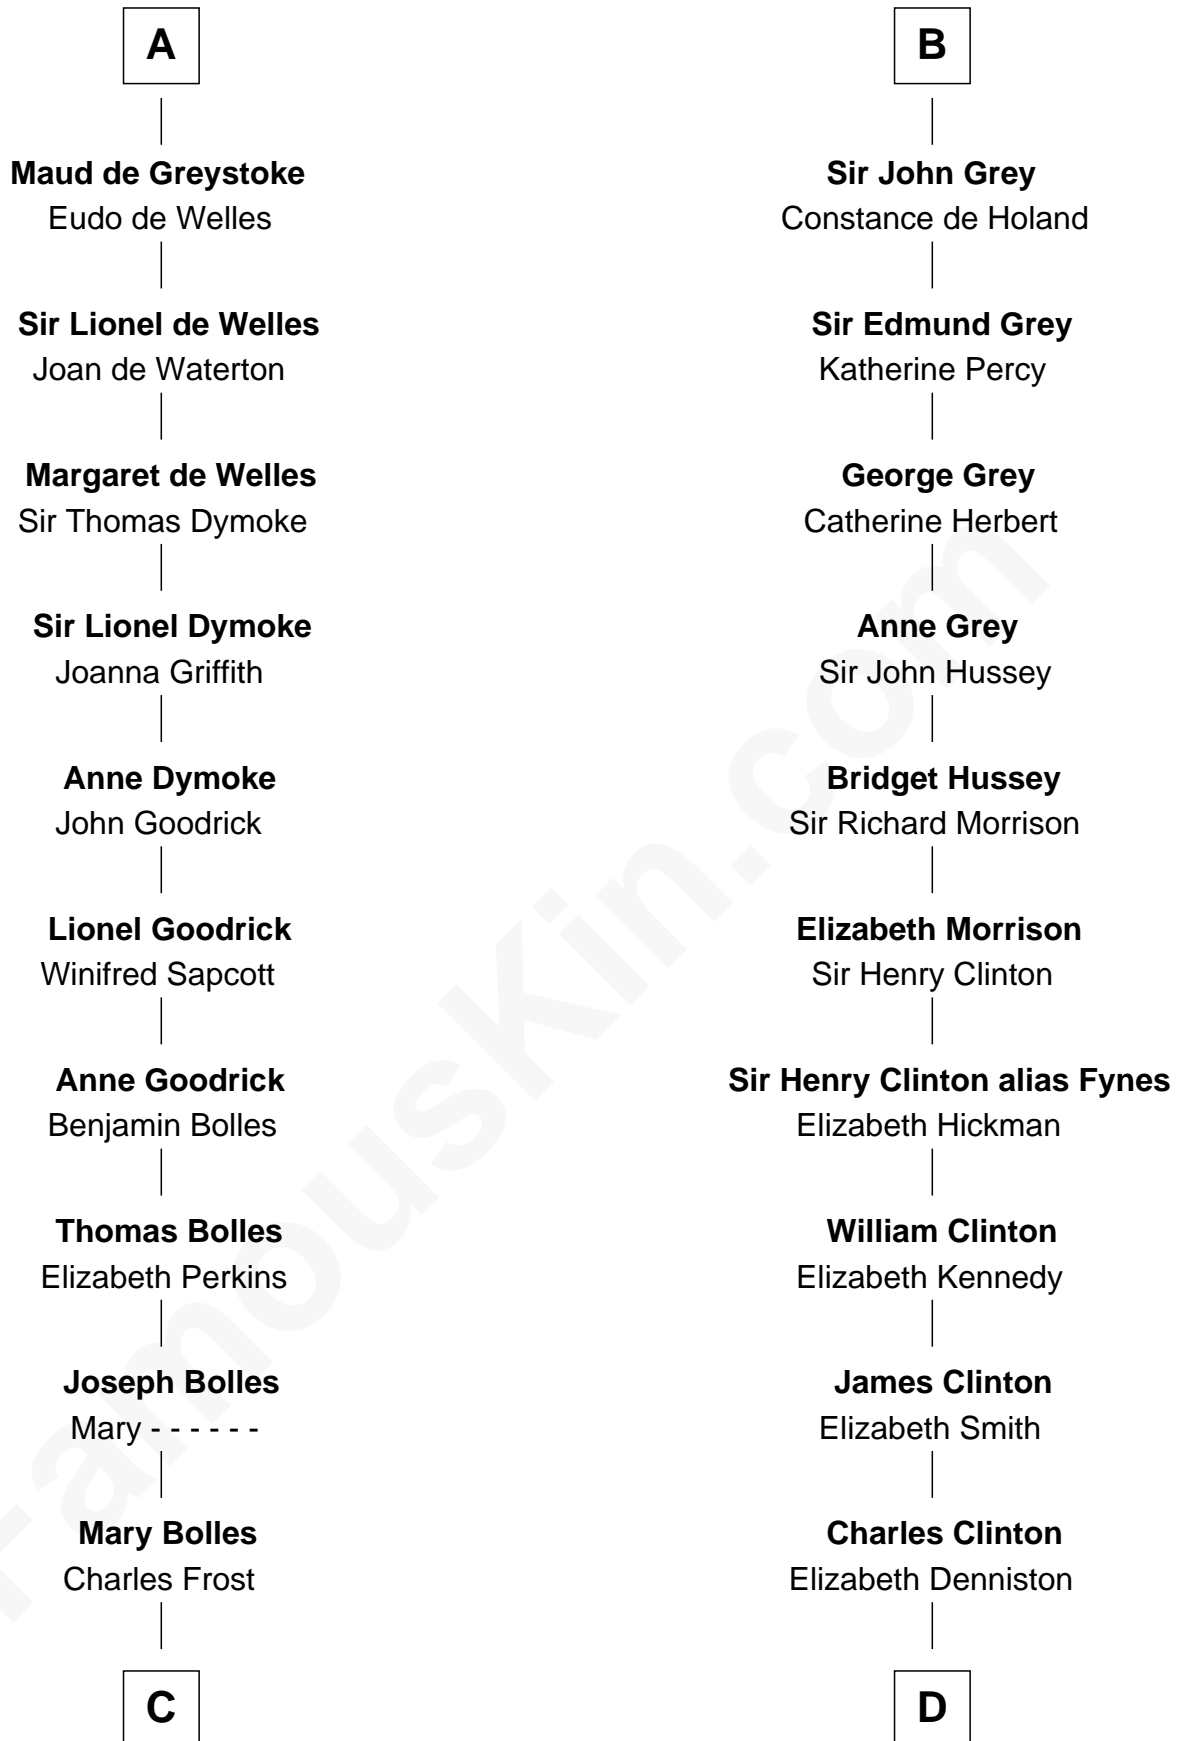 A
Maud de Greystoke
Eudo de Welles
Sir Lionel de Welles
Joan de Waterton
Margaret de Welles
Sir Thomas Dymoke
Sir Lionel Dymoke
Joanna Griffith
Anne Dymoke
John Goodrick
Lionel Goodrick
Winifred Sapcott
Anne Goodrick
Benjamin Bolles
Thomas Bolles
Elizabeth Perkins
Joseph Bolles
Mary - - - - - -
Mary Bolles
Charles Frost
C
B
Sir John Grey
Constance de Holand
Sir Edmund Grey
Katherine Percy
George Grey
Catherine Herbert
Anne Grey
Sir John Hussey
Bridget Hussey
Sir Richard Morrison
Elizabeth Morrison
Sir Henry Clinton
Sir Henry Clinton alias Fynes
Elizabeth Hickman
William Clinton
Elizabeth Kennedy
James Clinton
Elizabeth Smith
Charles Clinton
Elizabeth Denniston
D
FamousKin.com